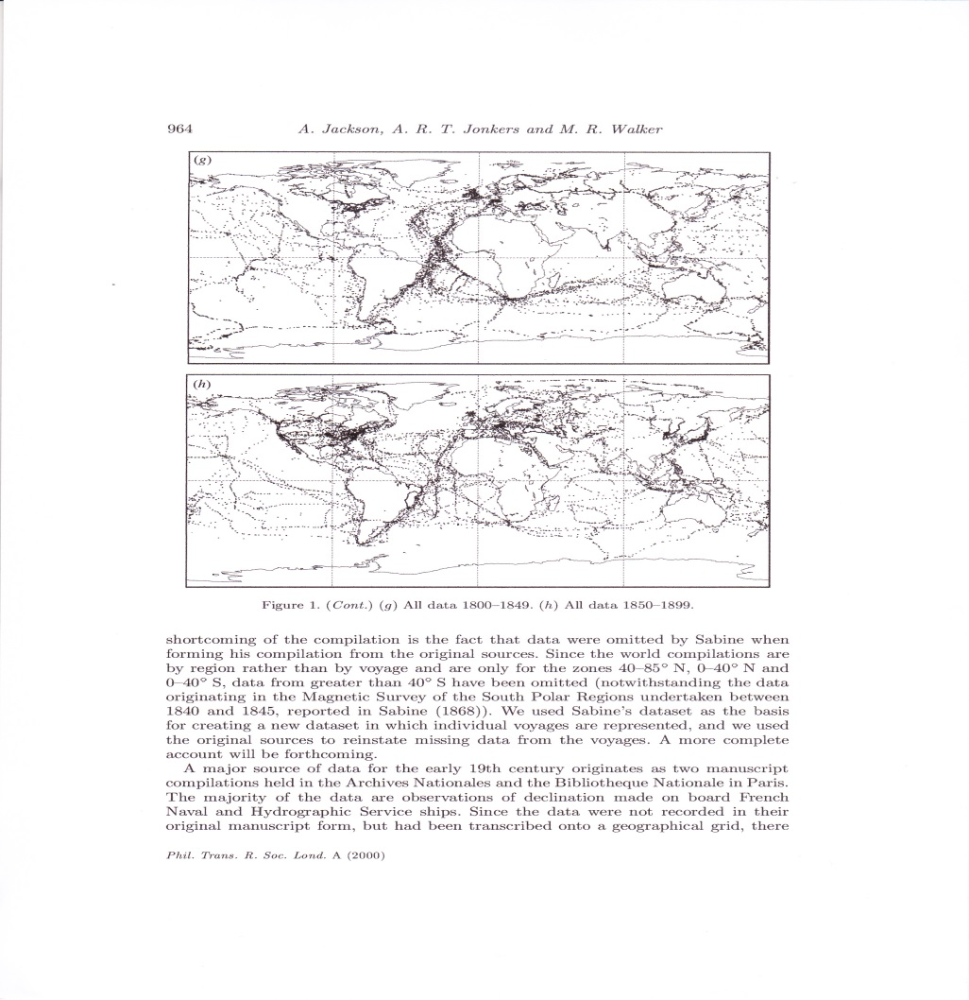 964
A. Jackson, A. R. T. Jonkers and M. R. Walker
(g)
(h)
Figure 1. (Cont.) (g) All data 1800–1849. (h) All data 1850–1899.
shortcoming of the compilation is the fact that data were omitted by Sabine when
forming his compilation from the original sources. Since the world compilations are
by region rather than by voyage and are only for the zones 40–85° N, 0–40° N and
0–40° S, data from greater than 40° S have been omitted (notwithstanding the data
originating in the Magnetic Survey of the South Polar Regions undertaken between
1840 and 1845, reported in Sabine (1868)). We used Sabine's dataset as the basis
for creating a new dataset in which individual voyages are represented, and we used
the original sources to reinstate missing data from the voyages. A more complete
account will be forthcoming.
A major source of data for the early 19th century originates as two manuscript
compilations held in the Archives Nationales and the Bibliotheque Nationale in Paris.
The majority of the data are observations of declination made on board French
Naval and Hydrographic Service ships. Since the data were not recorded in their
original manuscript form, but had been transcribed onto a geographical grid, there
Phil. Trans. R. Soc. Lond. A (2000)